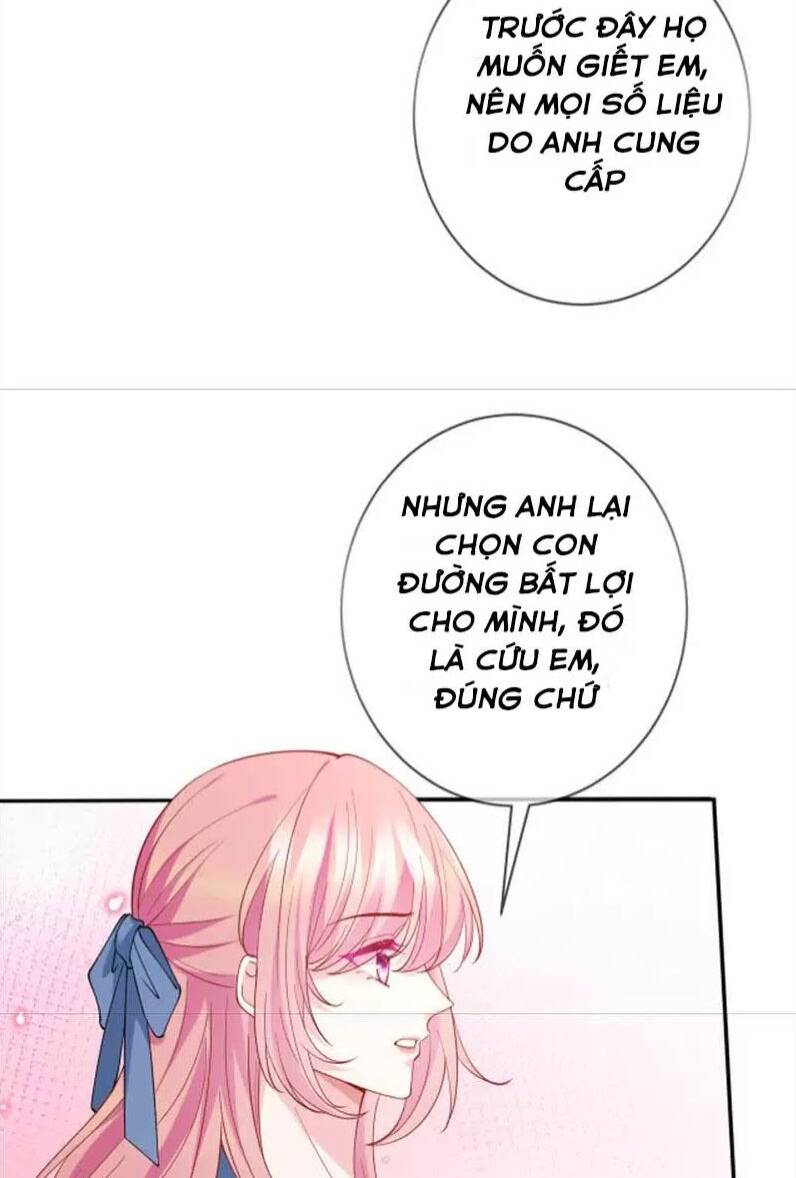 TRƯỚC ĐÂY HỌ
MUỐN GIẾT EM,
NÊN MỌI SỐ LIỆU
DO ANH CUNG
CẤP
NHƯNG ANH LẠI
CHỌN CON
ĐƯỜNG BẤT LỢI
CHO MÌNH, ĐÓ
LÀ CỨU EM,
ĐÚNG CHỨ